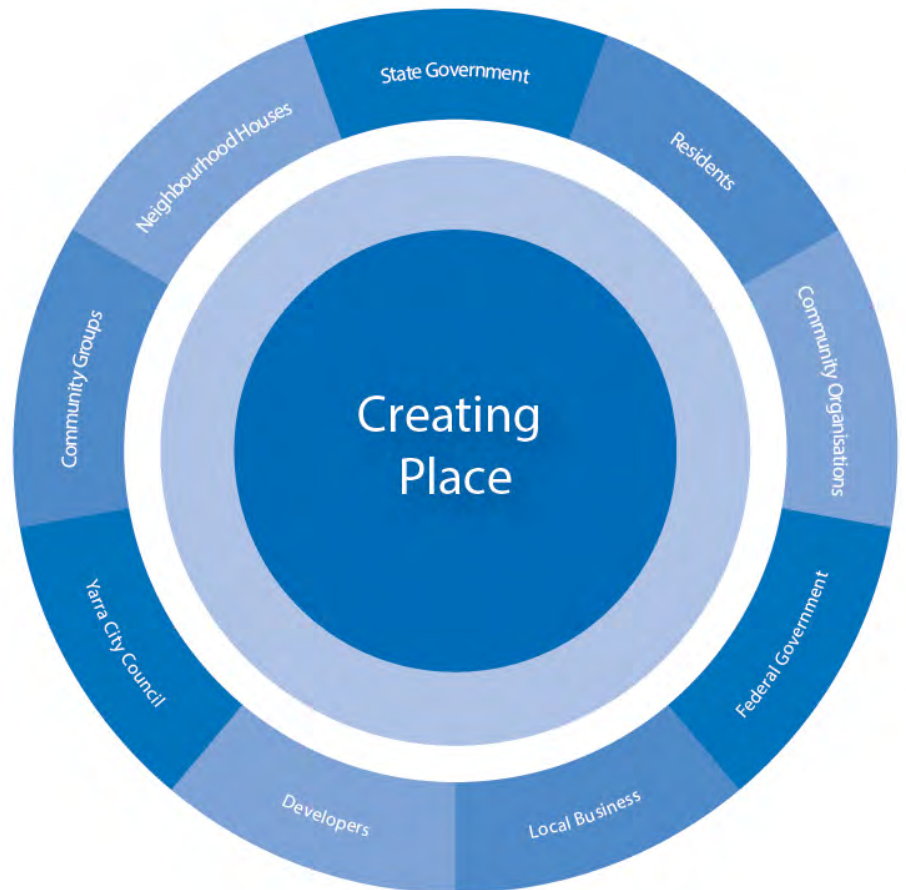 State Government
Residents
Community Organisations
Federal Government
Local Business
Developers
Yarra City Council
Community Groups
Neighbourhood Houses
Creating
Place